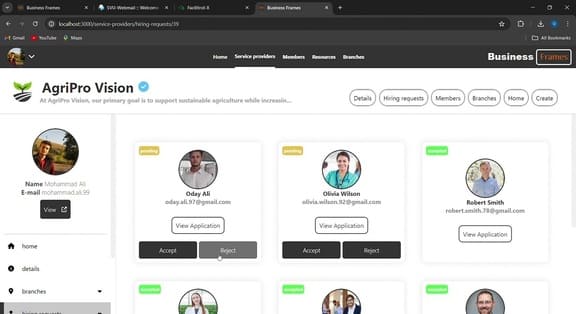 Business Frames
SVU-Webmail :: Welcome
Facilitroll-X
Business Frames
localhost:3000/service-providers/hiring-requests/39
Gmail YouTube Maps
All Bookmarks
Home Service providers Members Resources Branches
Business Frames
AgriPro Vision
At AgriPro Vision, our primary goal is to support sustainable agriculture while increasin...
Details Hiring requests Members Branches Home Create
Name Mohammad Ali
E-mail mohammad.ali.99
View
home
details
branches
hiring requests
pending
Oday Ali
oday.ali.97@gmail.com
View Application
Accept Reject
pending
Olivia Wilson
olivia.wilson.92@gmail.com
View Application
Accept Reject
accepted
Robert Smith
robert.smith.78@gmail.com
View Application
accepted
accepted
accepted